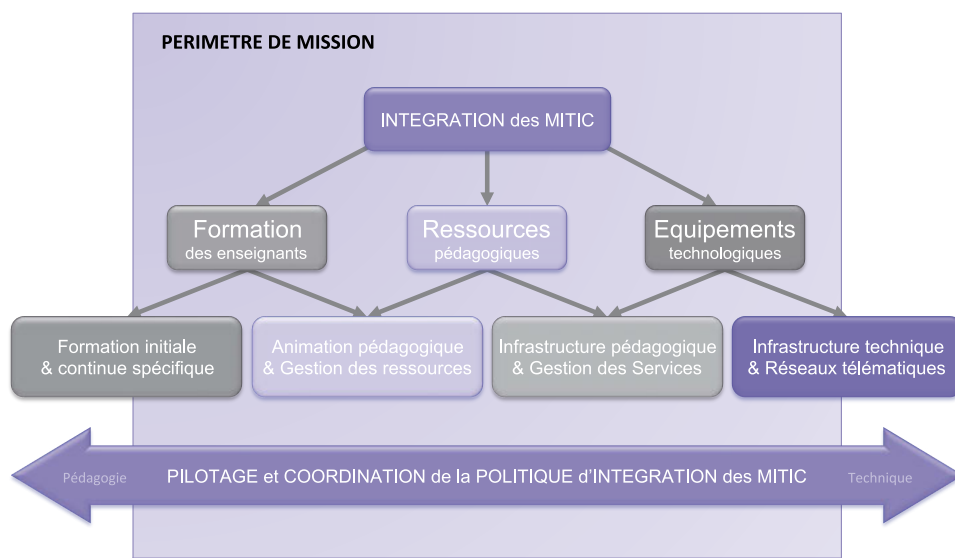 PERIMETRE DE MISSION
INTEGRATION des MITIC
Formation
des enseignants
Ressources
pédagogiques
Equipements
technologiques
Formation initiale
& continue spécifique
Animation pédagogique
& Gestion des ressources
Infrastructure pédagogique
& Gestion des Services
Infrastructure technique
& Réseaux télématiques
Pédagogie
PILOTAGE et COORDINATION de la POLITIQUE d'INTEGRATION des MITIC
Technique